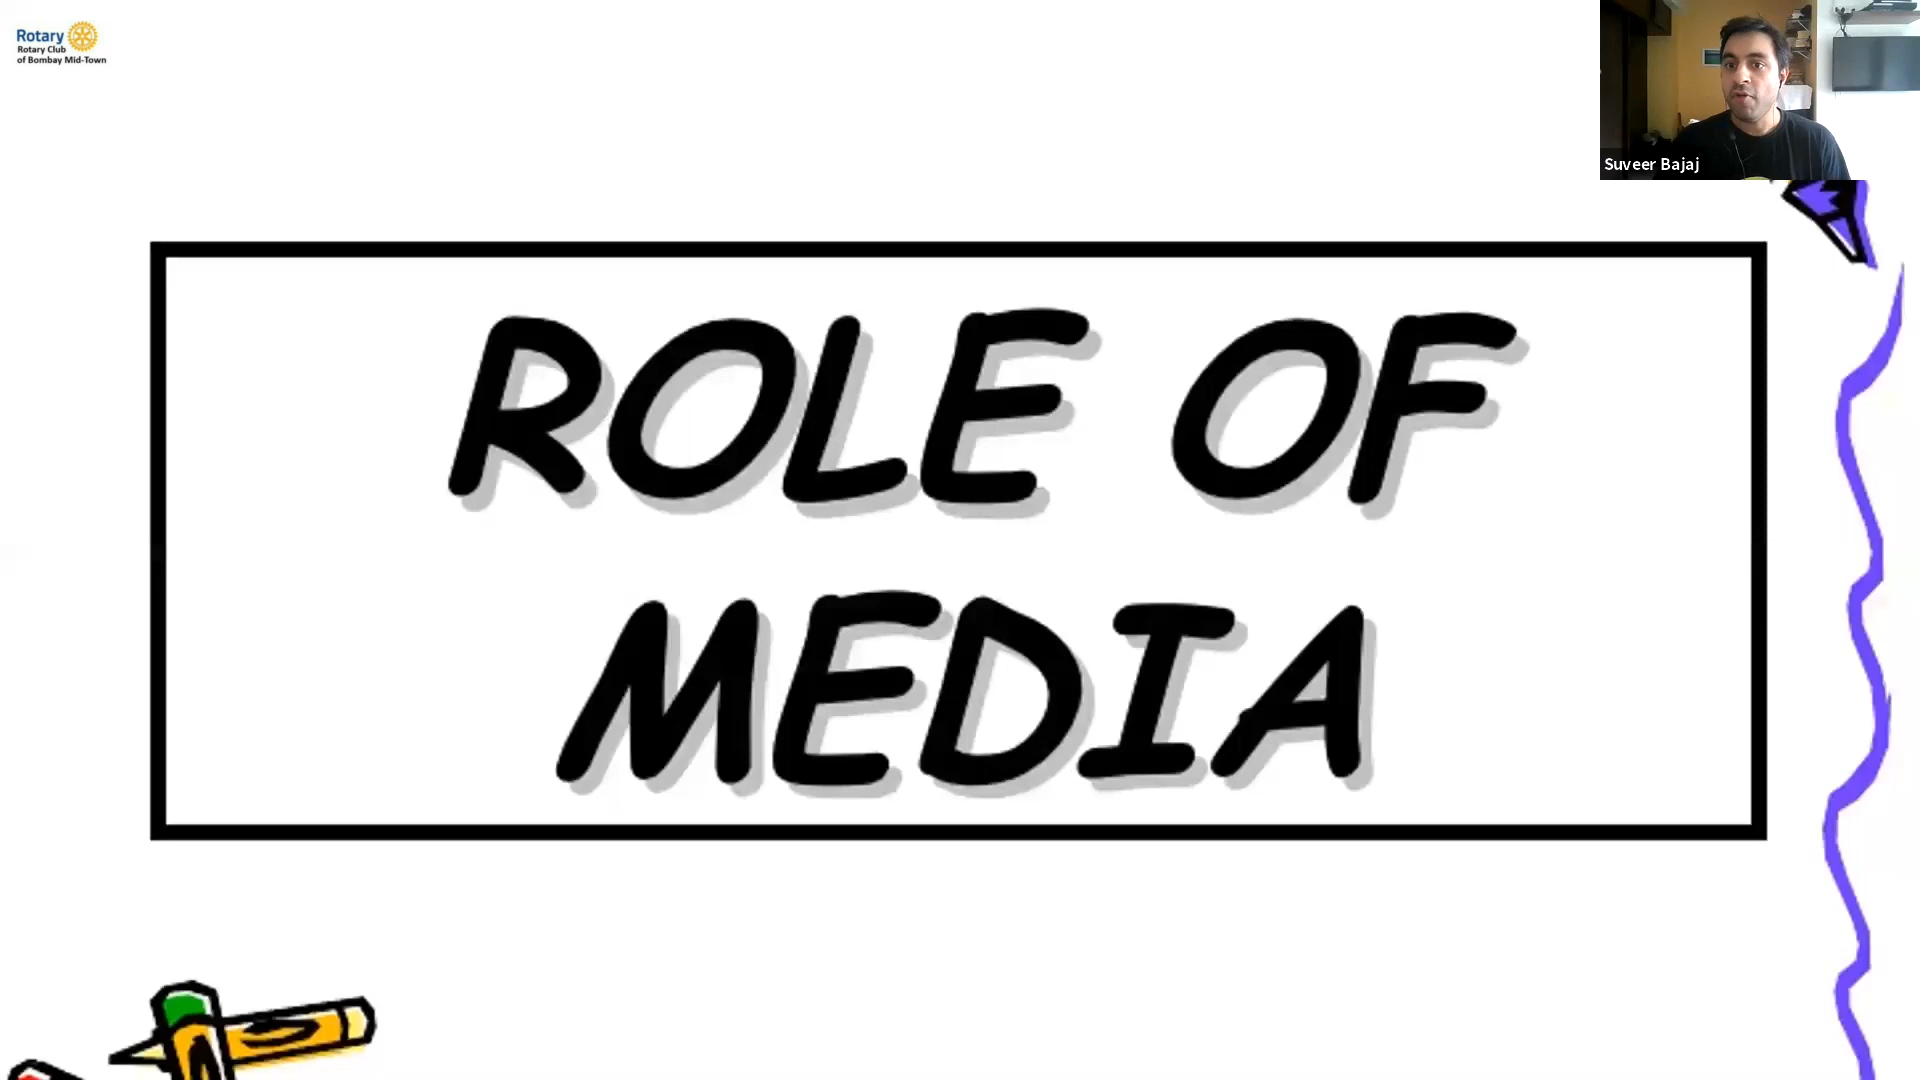 Rotary
Rotary Club
of Bombay Mid-Town
Suveer Bajaj
ROLE OF
MEDIA